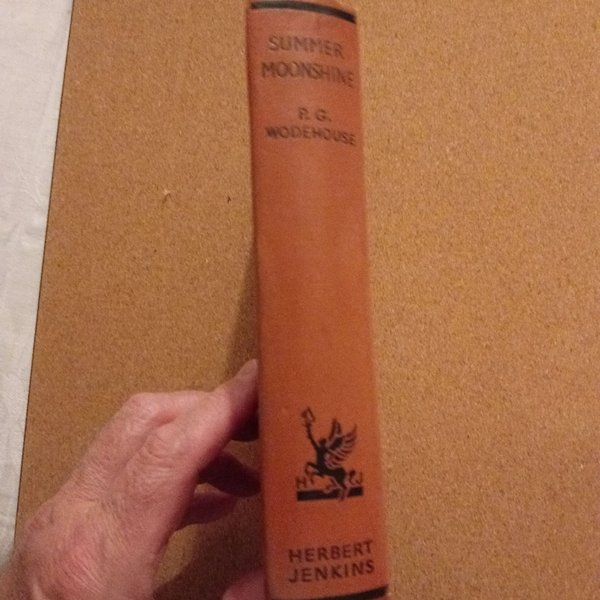 SUMMER
MOONSHINE
P. G.
WODEHOUSE
H J
HERBERT
JENKINS